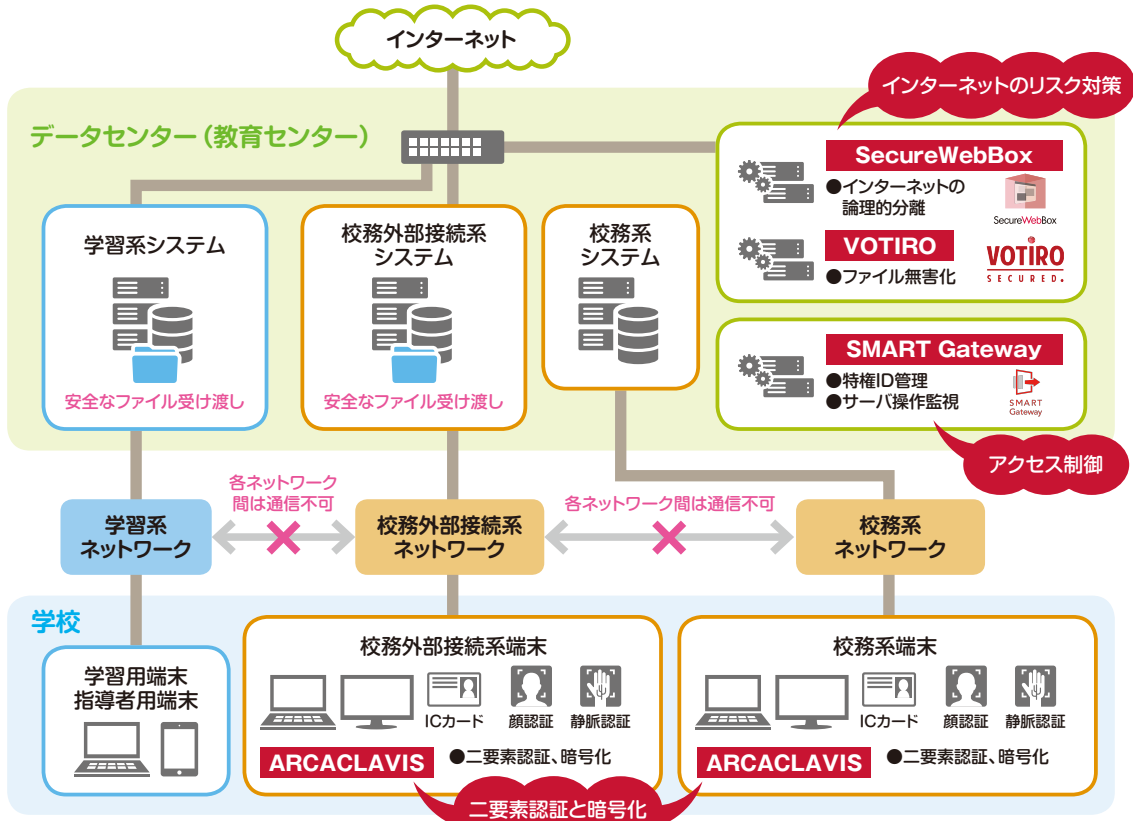 インターネット
インターネットのリスク対策
データセンター（教育センター）
SecureWebBox
●インターネットの
論理的分離
SecureWebBox
VOTIRO
●ファイル無害化
VOTIRO
SECURED.
学習系システム
安全なファイル受け渡し
校務外部接続系
システム
安全なファイル受け渡し
校務系
システム
SMART Gateway
●特権ID管理
●サーバ操作監視
SMART
Gateway
アクセス制御
各ネットワーク
間は通信不可
各ネットワーク間は通信不可
学習系
ネットワーク
校務外部接続系
ネットワーク
校務系
ネットワーク
学校
学習用端末
指導者用端末
校務外部接続系端末
ICカード
顔認証
静脈認証
ARCACLAVIS
●二要素認証、暗号化
校務系端末
ICカード
顔認証
静脈認証
ARCACLAVIS
●二要素認証、暗号化
二要素認証と暗号化